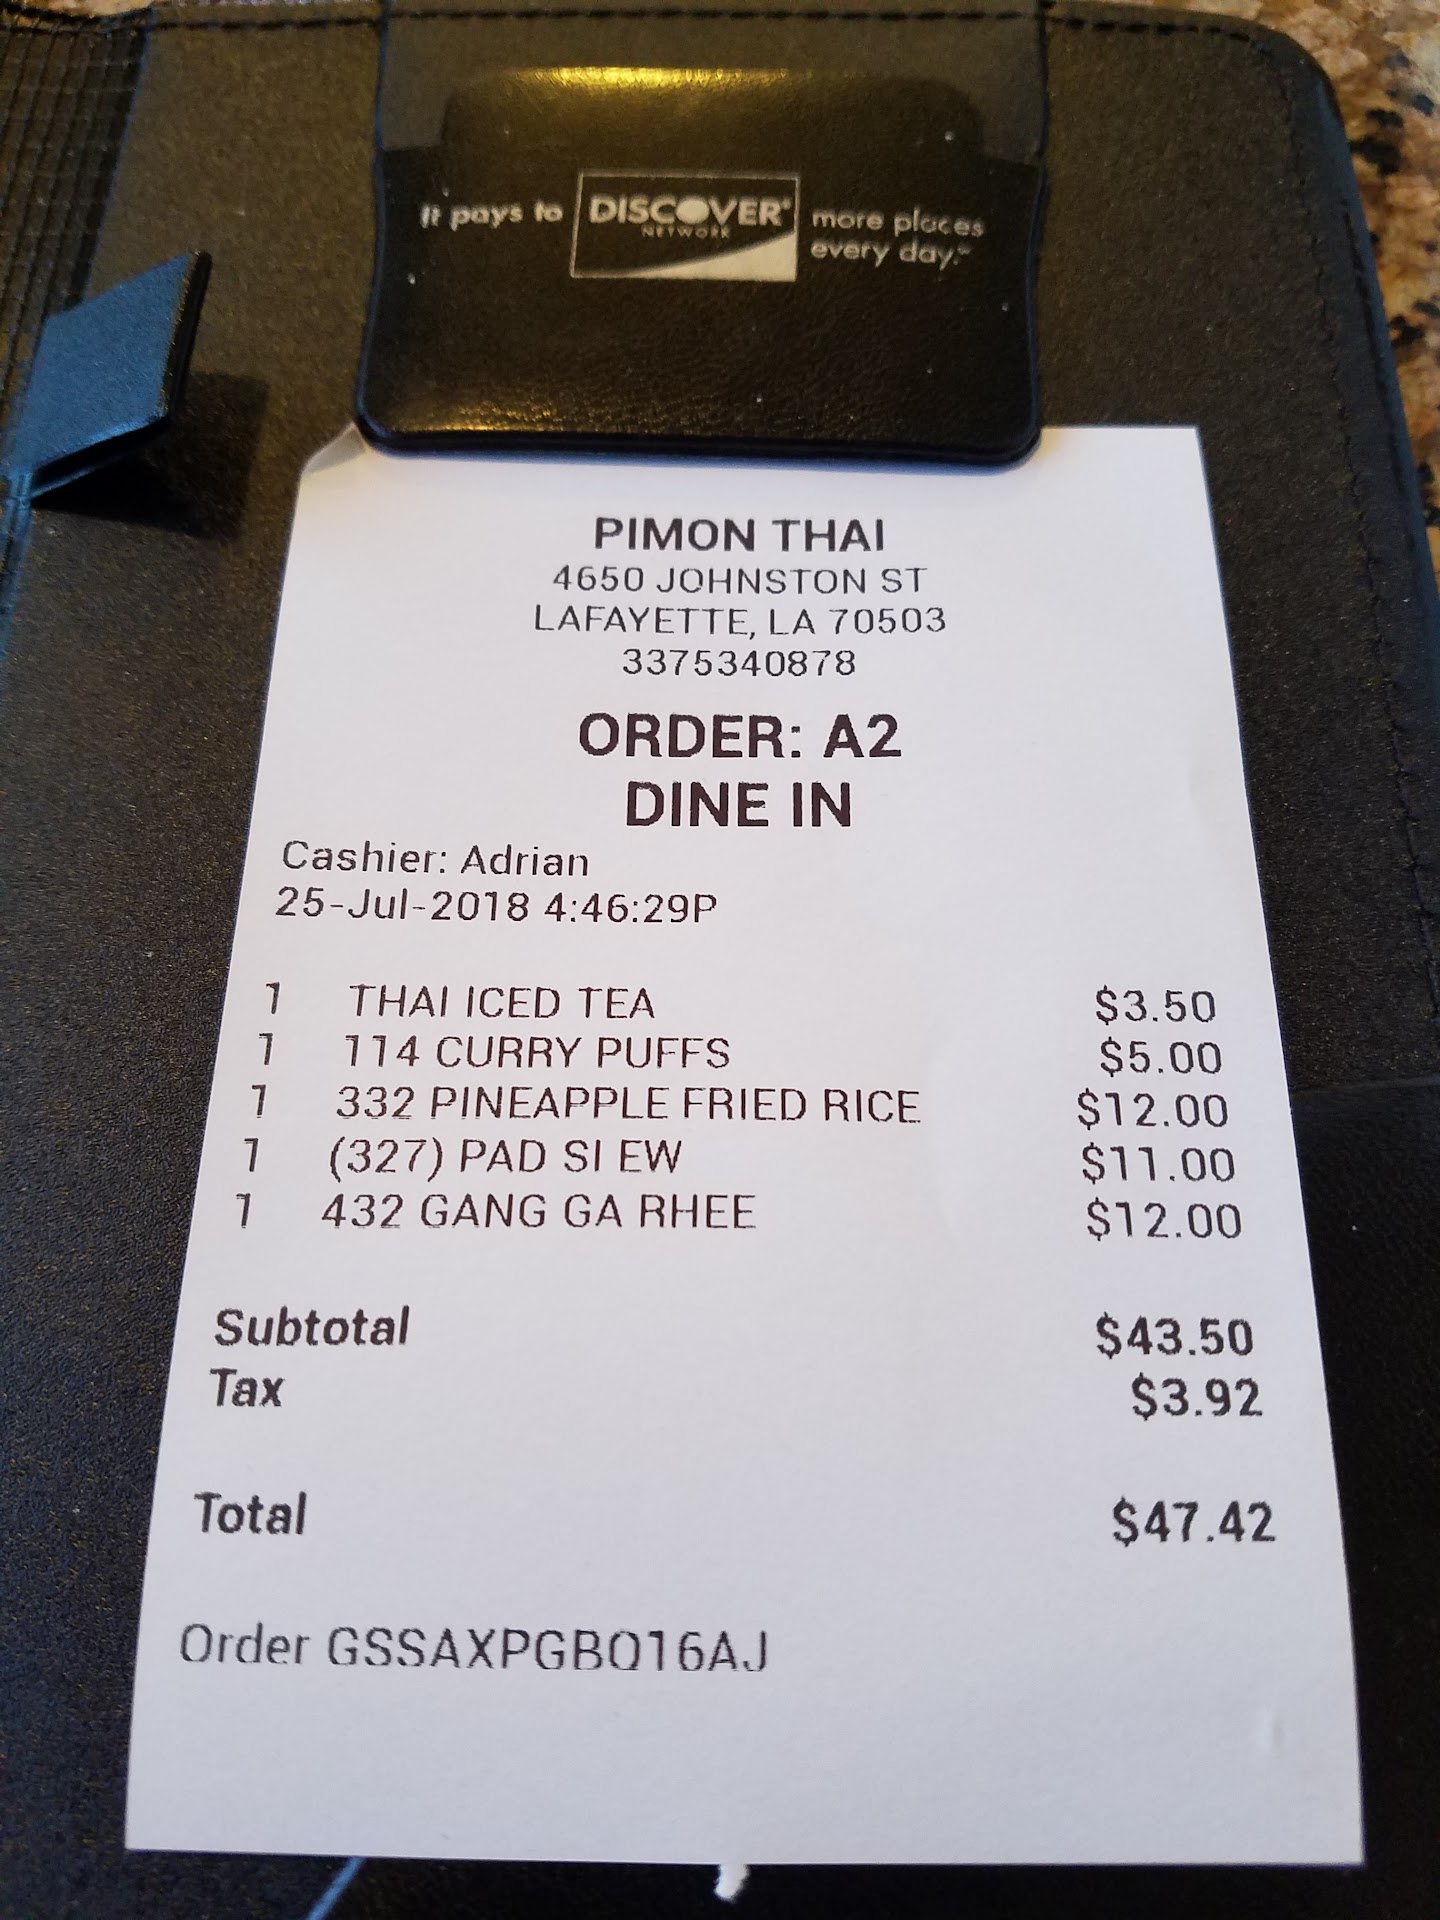 It pays to DISCOVER® NETWORK more places every day.℠
PIMON THAI
4650 JOHNSTON ST
LAFAYETTE, LA 70503
3375340878
ORDER: A2
DINE IN
Cashier: Adrian
25-Jul-2018 4:46:29P
1 THAI ICED TEA $3.50
1 114 CURRY PUFFS $5.00
1 332 PINEAPPLE FRIED RICE $12.00
1 (327) PAD SI EW $11.00
1 432 GANG GA RHEE $12.00
Subtotal $43.50
Tax $3.92
Total $47.42
Order GSSAXPGBQ16AJ